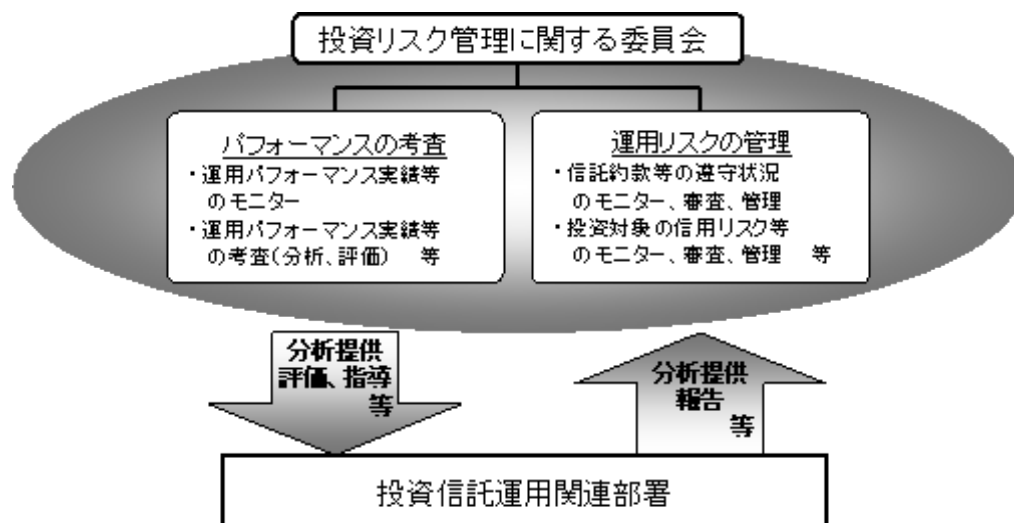 投資リスク管理に関する委員会
パフォーマンスの考査
・運用パフォーマンス実績等
のモニター
・運用パフォーマンス実績等
の考査(分析、評価) 等
運用リスクの管理
・信託約款等の遵守状況
のモニター、審査、管理
・投資対象の信用リスク等
のモニター、審査、管理 等
分析提供
評価、指導
等
分析提供
報告
等
投資信託運用関連部署